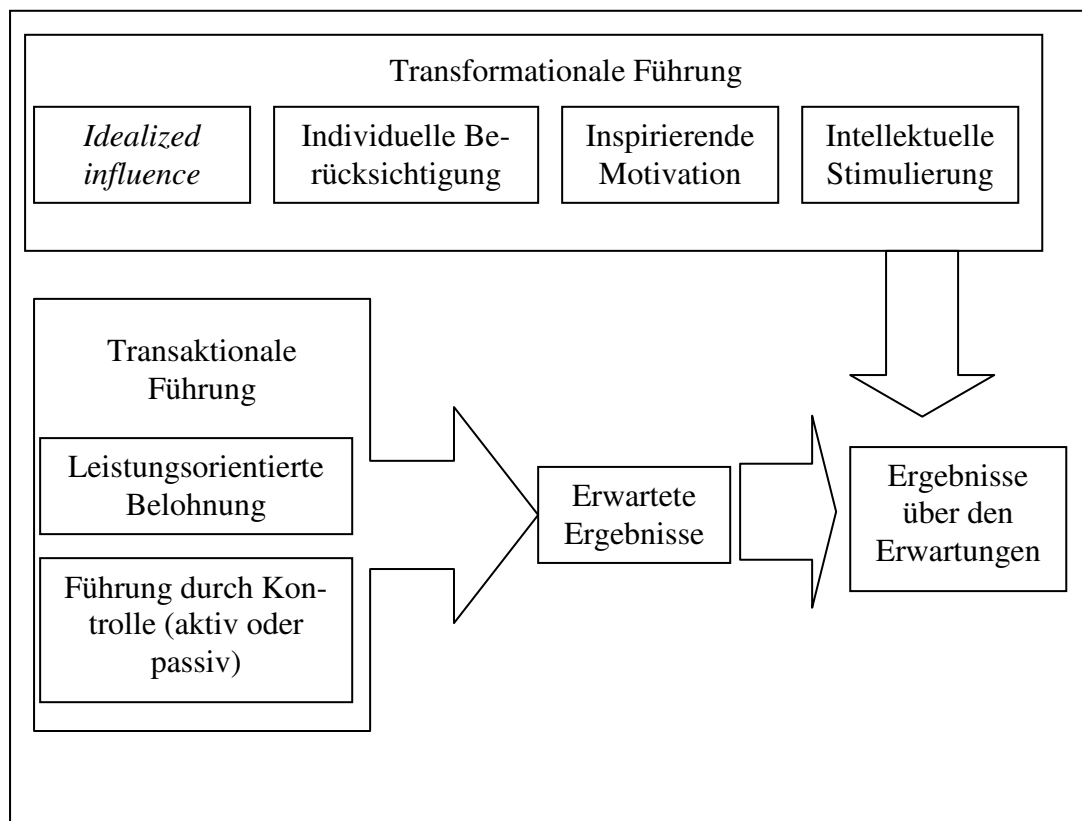 Transformationale Führung
Idealized
influence
Individuelle Be-
rücksichtigung
Inspirierende
Motivation
Intellektuelle
Stimulierung
Transaktionale
Führung
Leistungsorientierte
Belohnung
Führung durch Kon-
trolle (aktiv oder
passiv)
Erwartete
Ergebnisse
Ergebnisse
über den
Erwartungen